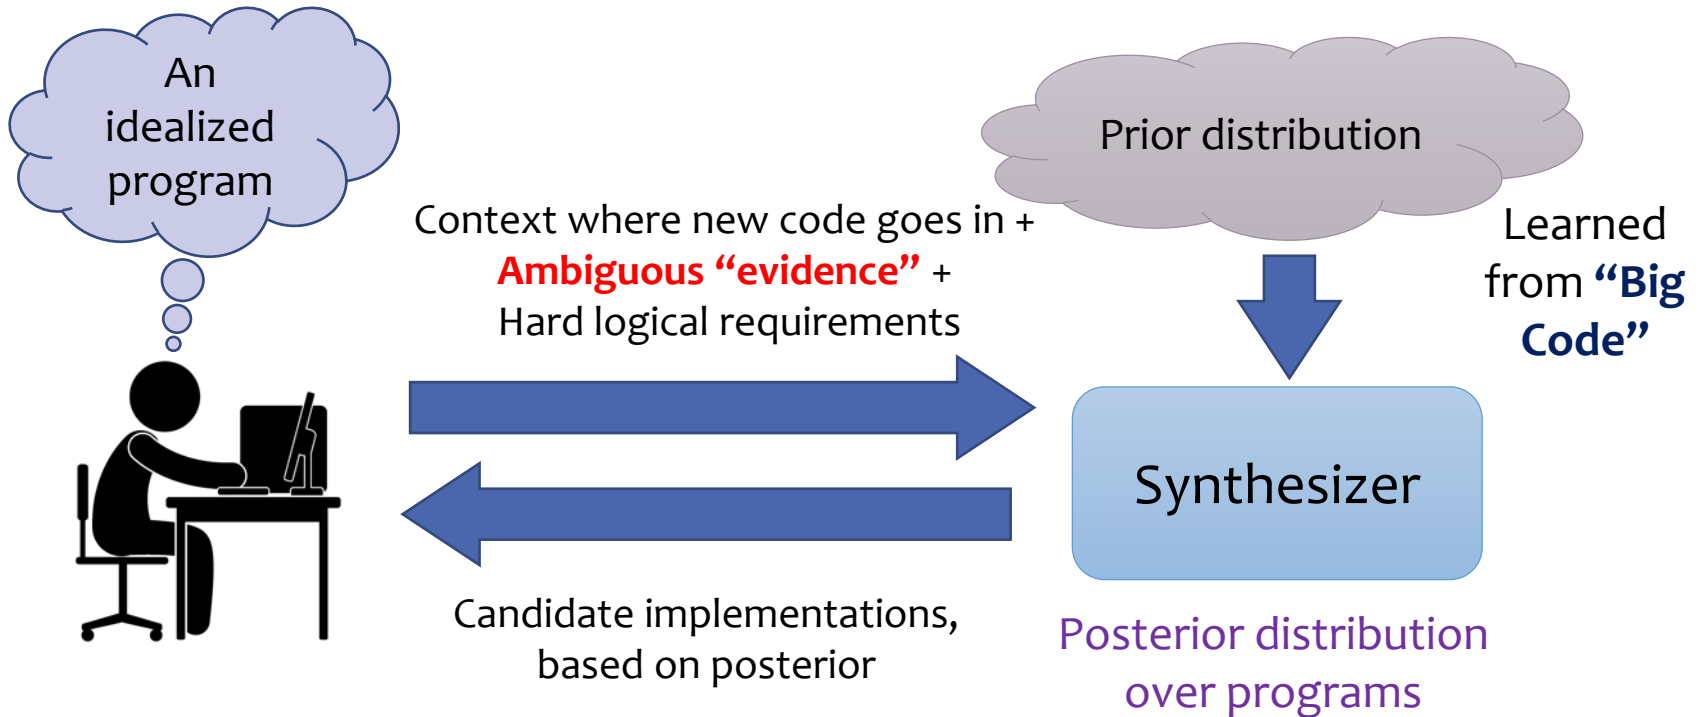 An
idealized
program
Context where new code goes in +
Ambiguous “evidence” +
Hard logical requirements
Prior distribution
Learned
from “Big
Code”
Synthesizer
Candidate implementations,
based on posterior
Posterior distribution
over programs